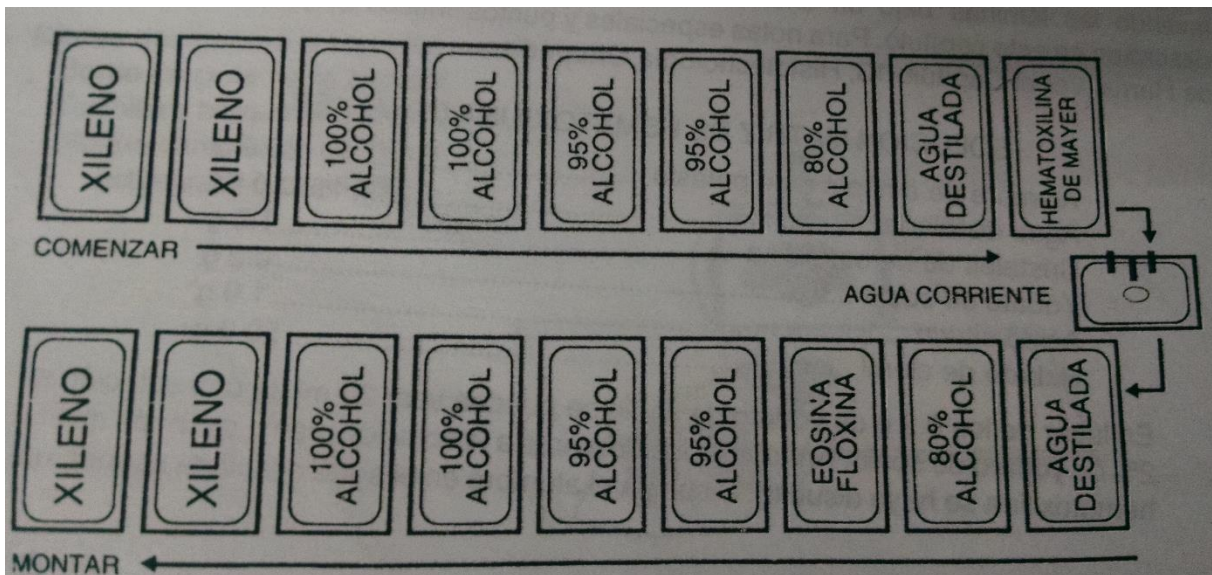 XILENO
XILENO
100%
ALCOHOL
100%
ALCOHOL
95%
ALCOHOL
95%
ALCOHOL
80%
ALCOHOL
AGUA
DESTILADA
HEMATOXILINA
DE MAYER
COMENZAR
AGUA CORRIENTE
XILENO
XILENO
100%
ALCOHOL
100%
ALCOHOL
95%
ALCOHOL
95%
ALCOHOL
EOSINA
FLOXINA
80%
ALCOHOL
AGUA
DESTILADA
MONTAR